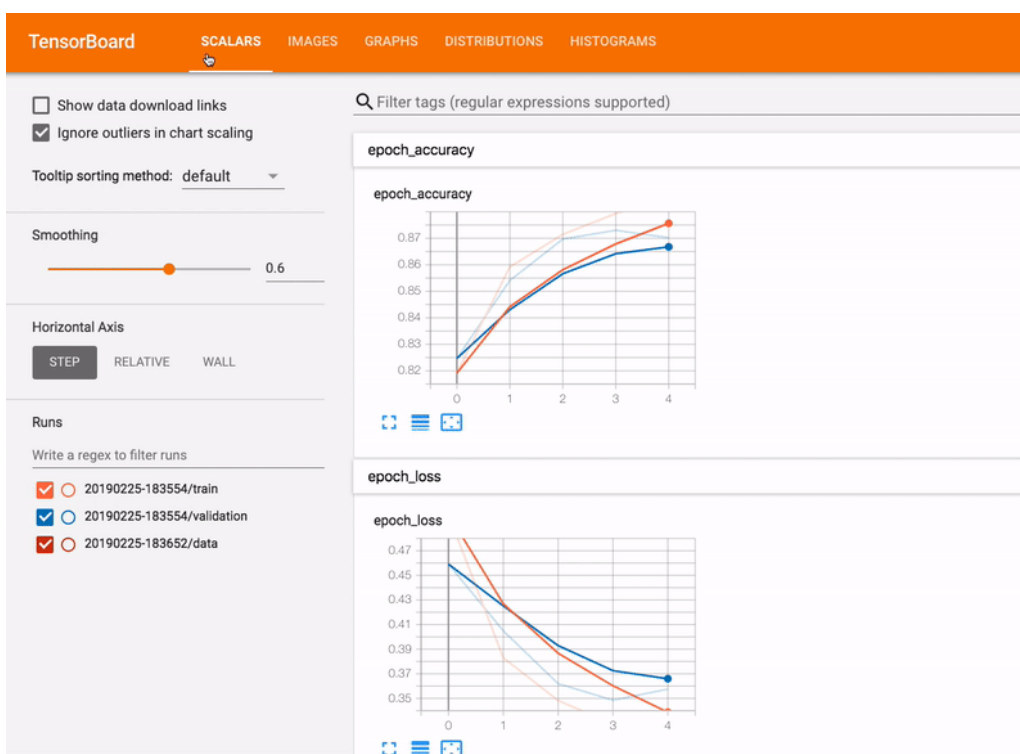 TensorBoard SCALARS IMAGES GRAPHS DISTRIBUTIONS HISTOGRAMS
Show data download links
Ignore outliers in chart scaling
Tooltip sorting method: default
Smoothing
0.6
Horizontal Axis
STEP RELATIVE WALL
Runs
Write a regex to filter runs
20190225-183554/train
20190225-183554/validation
20190225-183652/data
Filter tags (regular expressions supported)
epoch_accuracy
epoch_accuracy
0.87
0.86
0.85
0.84
0.83
0.82
0 1 2 3 4
epoch_loss
epoch_loss
0.47
0.45
0.43
0.41
0.39
0.37
0.35
0 1 2 3 4